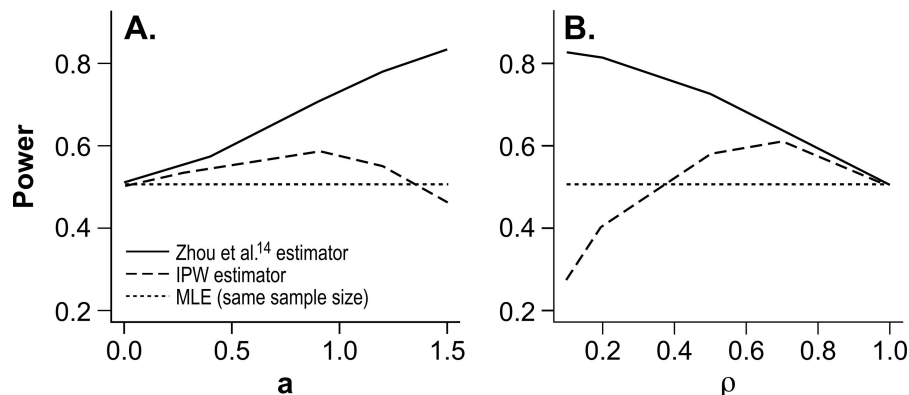 A.
B.
0.8
0.6
0.4
0.2
Power
Zhou et al.14 estimator
IPW estimator
MLE (same sample size)
0.0 0.5 1.0 1.5
a
0.8
0.6
0.4
0.2
0.2 0.4 0.6 0.8 1.0
ρ